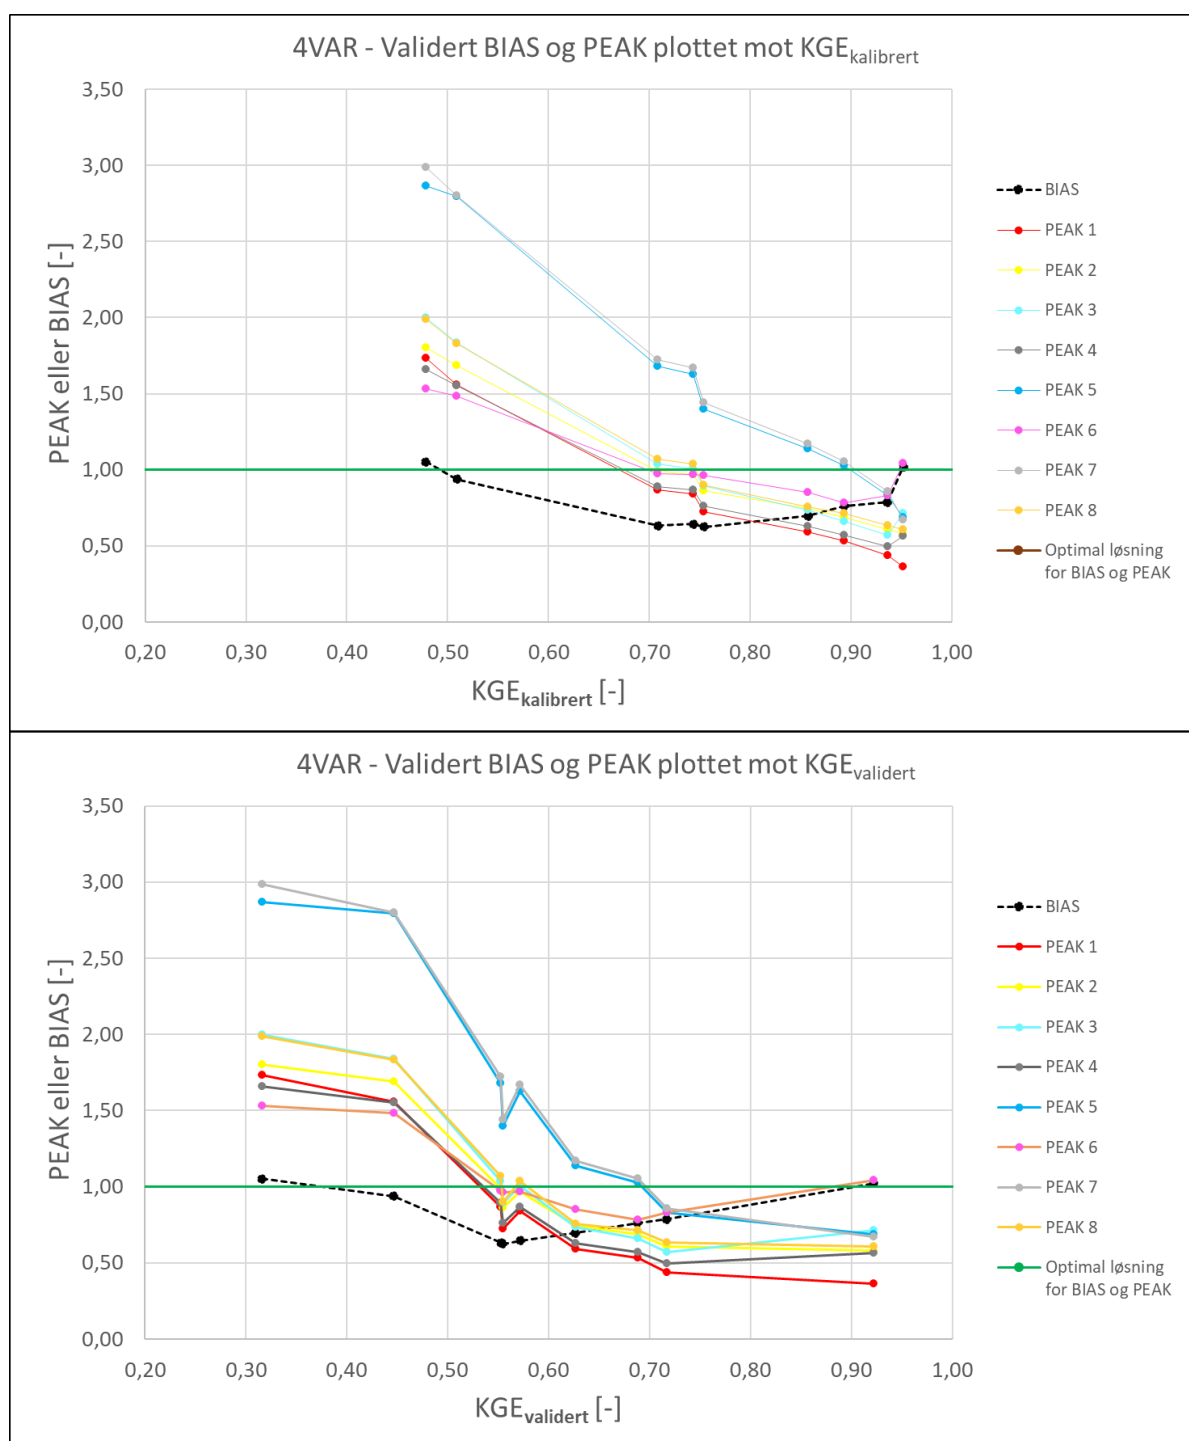 4VAR - Validert BIAS og PEAK plottet mot KGEkalibrert
3,50
3,00
2,50
2,00
1,50
1,00
0,50
0,00
PEAK eller BIAS [-]
0,20 0,30 0,40 0,50 0,60 0,70 0,80 0,90 1,00
KGEkalibrert [-]
BIAS
PEAK 1
PEAK 2
PEAK 3
PEAK 4
PEAK 5
PEAK 6
PEAK 7
PEAK 8
Optimal løsning
for BIAS og PEAK
4VAR - Validert BIAS og PEAK plottet mot KGEvalidert
3,50
3,00
2,50
2,00
1,50
1,00
0,50
0,00
PEAK eller BIAS [-]
0,20 0,30 0,40 0,50 0,60 0,70 0,80 0,90 1,00
KGEvalidert [-]
BIAS
PEAK 1
PEAK 2
PEAK 3
PEAK 4
PEAK 5
PEAK 6
PEAK 7
PEAK 8
Optimal løsning
for BIAS og PEAK